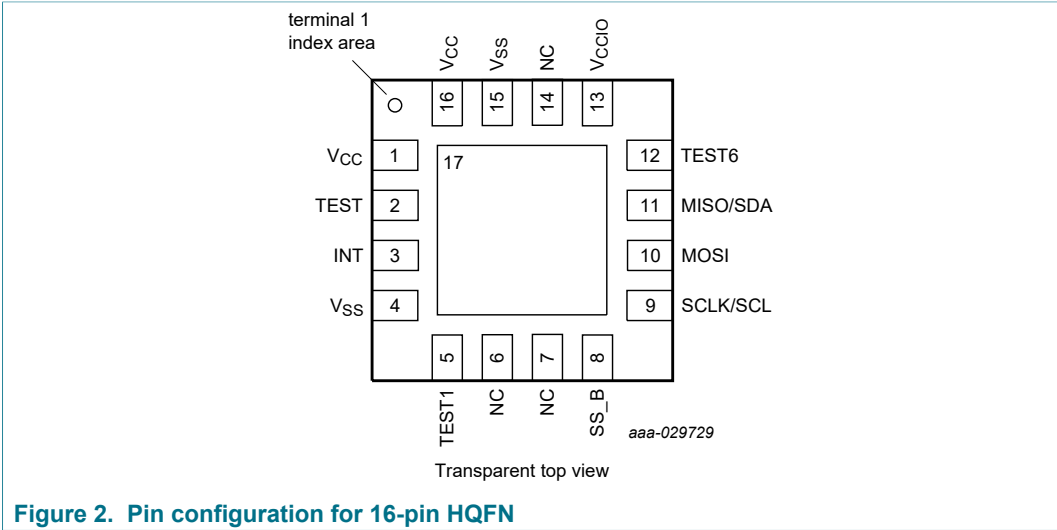 terminal 1
index area
VCC
VSS
NC
VCCIO
16
15
14
13
VCC 1
17
12 TEST6
TEST 2
11 MISO/SDA
INT 3
10 MOSI
VSS 4
9 SCLK/SCL
5
6
7
8
TEST1
NC
NC
SS_B
aaa-029729
Transparent top view
Figure 2. Pin configuration for 16-pin HQFN